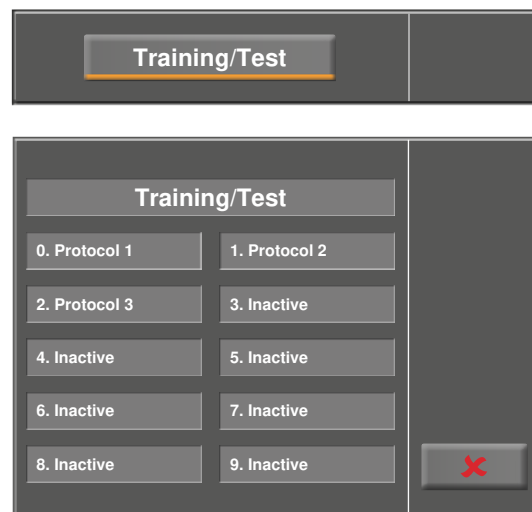 Training/Test
Training/Test
0. Protocol 1
1. Protocol 2
2. Protocol 3
3. Inactive
4. Inactive
5. Inactive
6. Inactive
7. Inactive
8. Inactive
9. Inactive